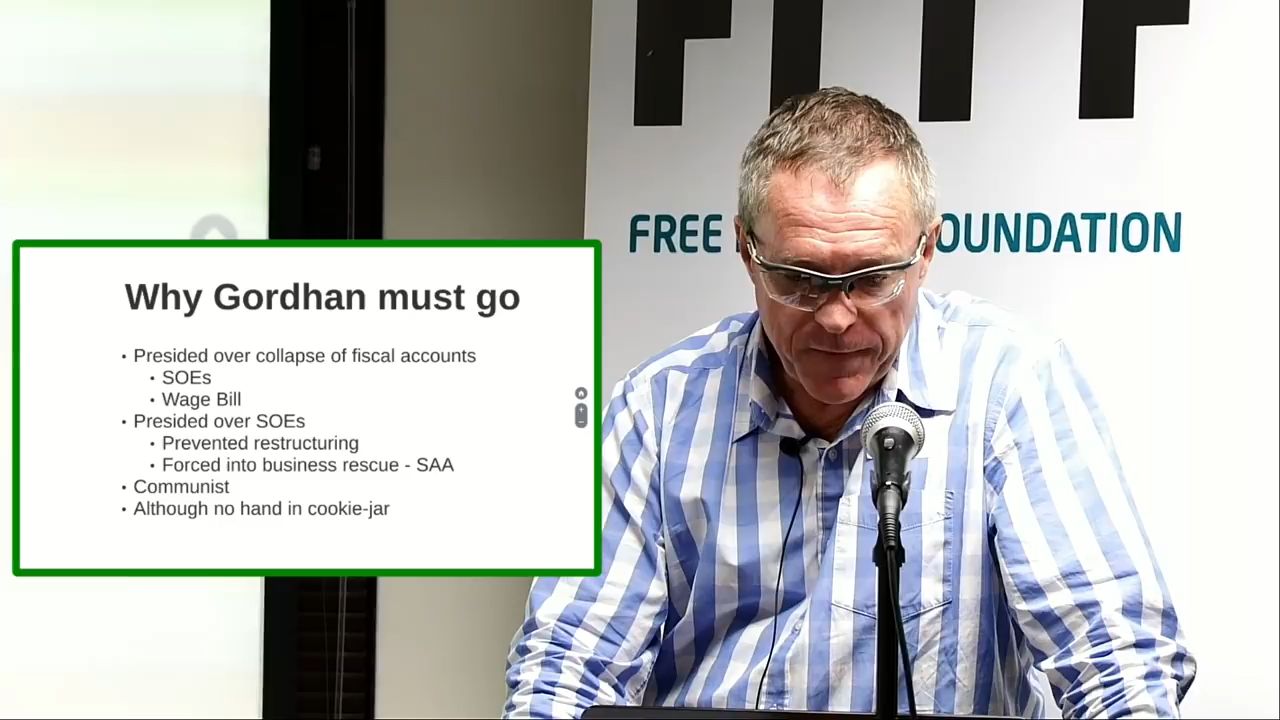 FREE
OUNDATION
Why Gordhan must go
• Presided over collapse of fiscal accounts
• SOEs
• Wage Bill
• Presided over SOEs
• Prevented restructuring
• Forced into business rescue - SAA
• Communist
• Although no hand in cookie-jar